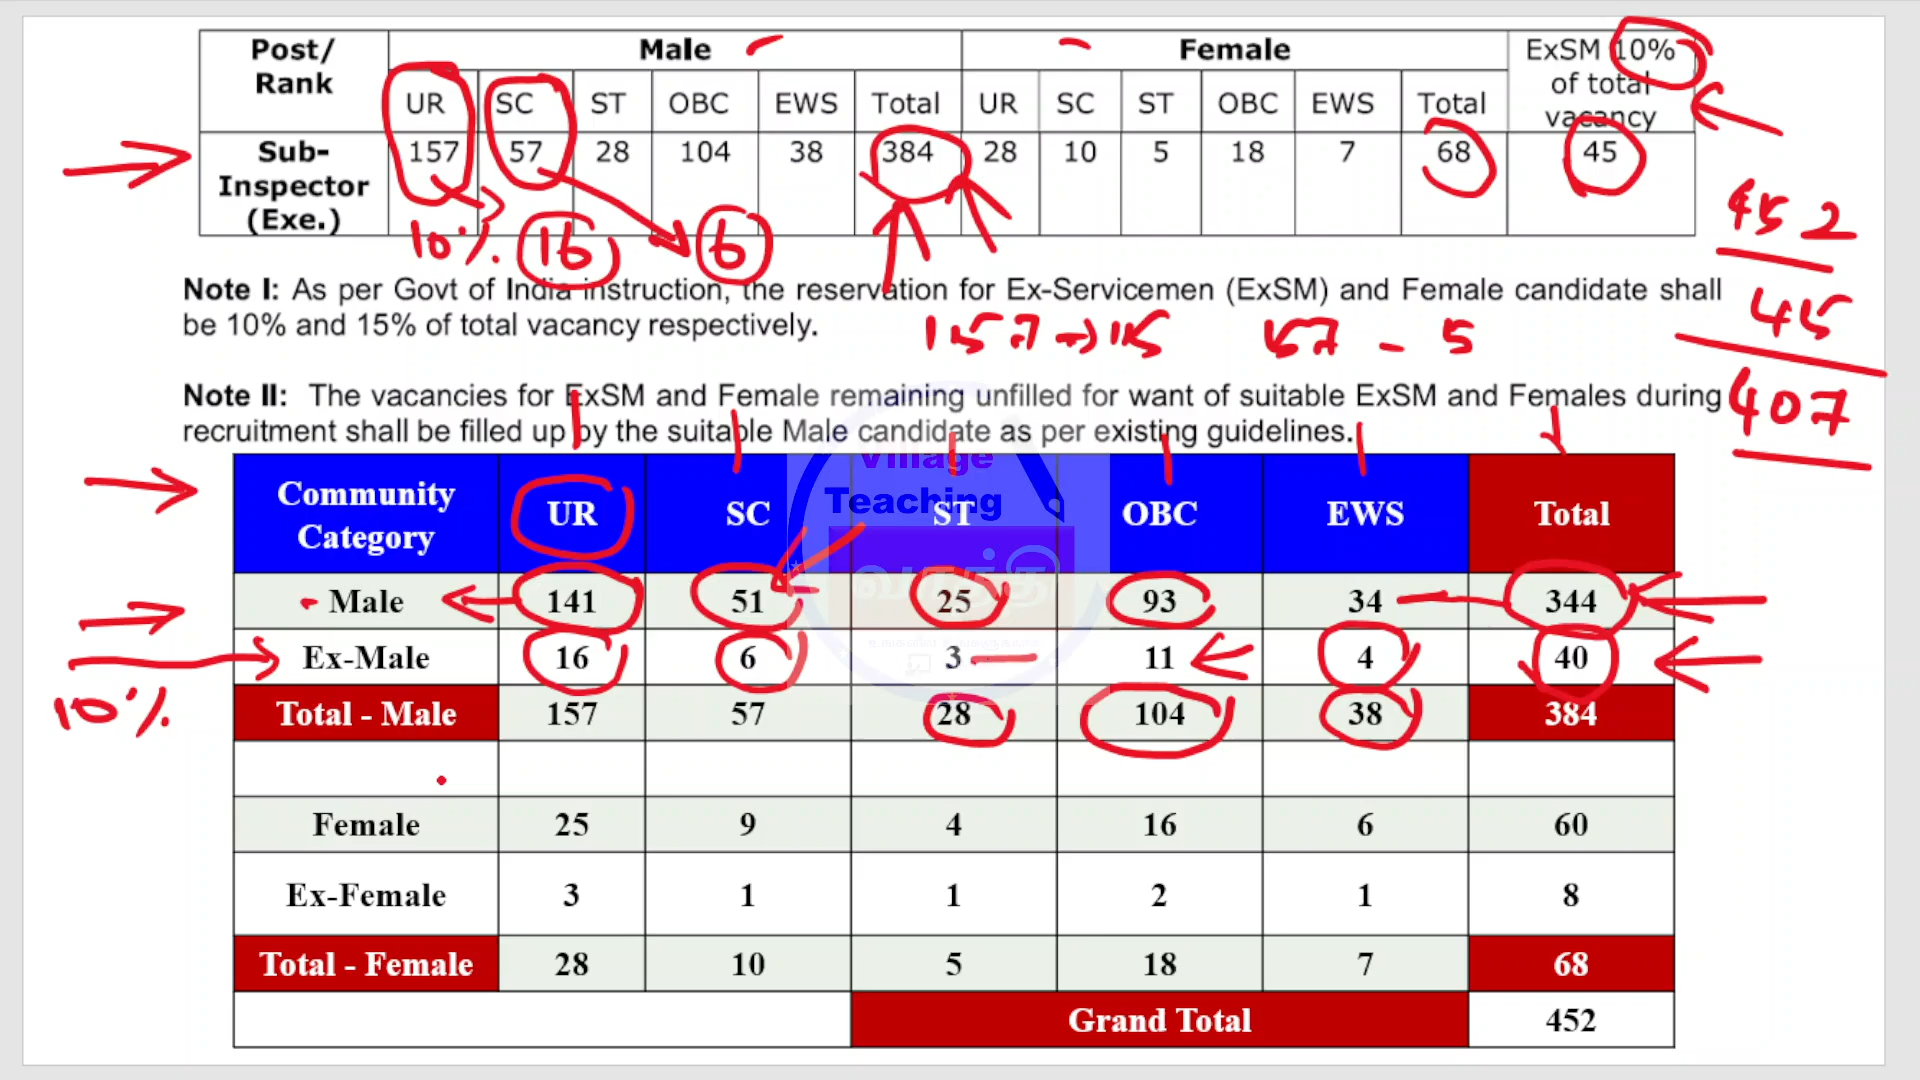 Post/ Rank | Male | Female | ExSM 10% of total vacancy
UR | SC | ST | OBC | EWS | Total | UR | SC | ST | OBC | EWS | Total
Sub-Inspector (Exe.) | 157 | 57 | 28 | 104 | 38 | 384 | 28 | 10 | 5 | 18 | 7 | 68 | 45
10% 16 6
452
45
407
Note I: As per Govt of India instruction, the reservation for Ex-Servicemen (ExSM) and Female candidate shall
be 10% and 15% of total vacancy respectively.
157 → 15 57 - 5
Note II: The vacancies for ExSM and Female remaining unfilled for want of suitable ExSM and Females during
recruitment shall be filled up by the suitable Male candidate as per existing guidelines.
Village
Teaching
வாத்தி
Community Category | UR | SC | ST | OBC | EWS | Total
Male | 141 | 51 | 25 | 93 | 34 | 344
Ex-Male | 16 | 6 | 3 | 11 | 4 | 40
10%
Total - Male | 157 | 57 | 28 | 104 | 38 | 384
Female | 25 | 9 | 4 | 16 | 6 | 60
Ex-Female | 3 | 1 | 1 | 2 | 1 | 8
Total - Female | 28 | 10 | 5 | 18 | 7 | 68
Grand Total | 452